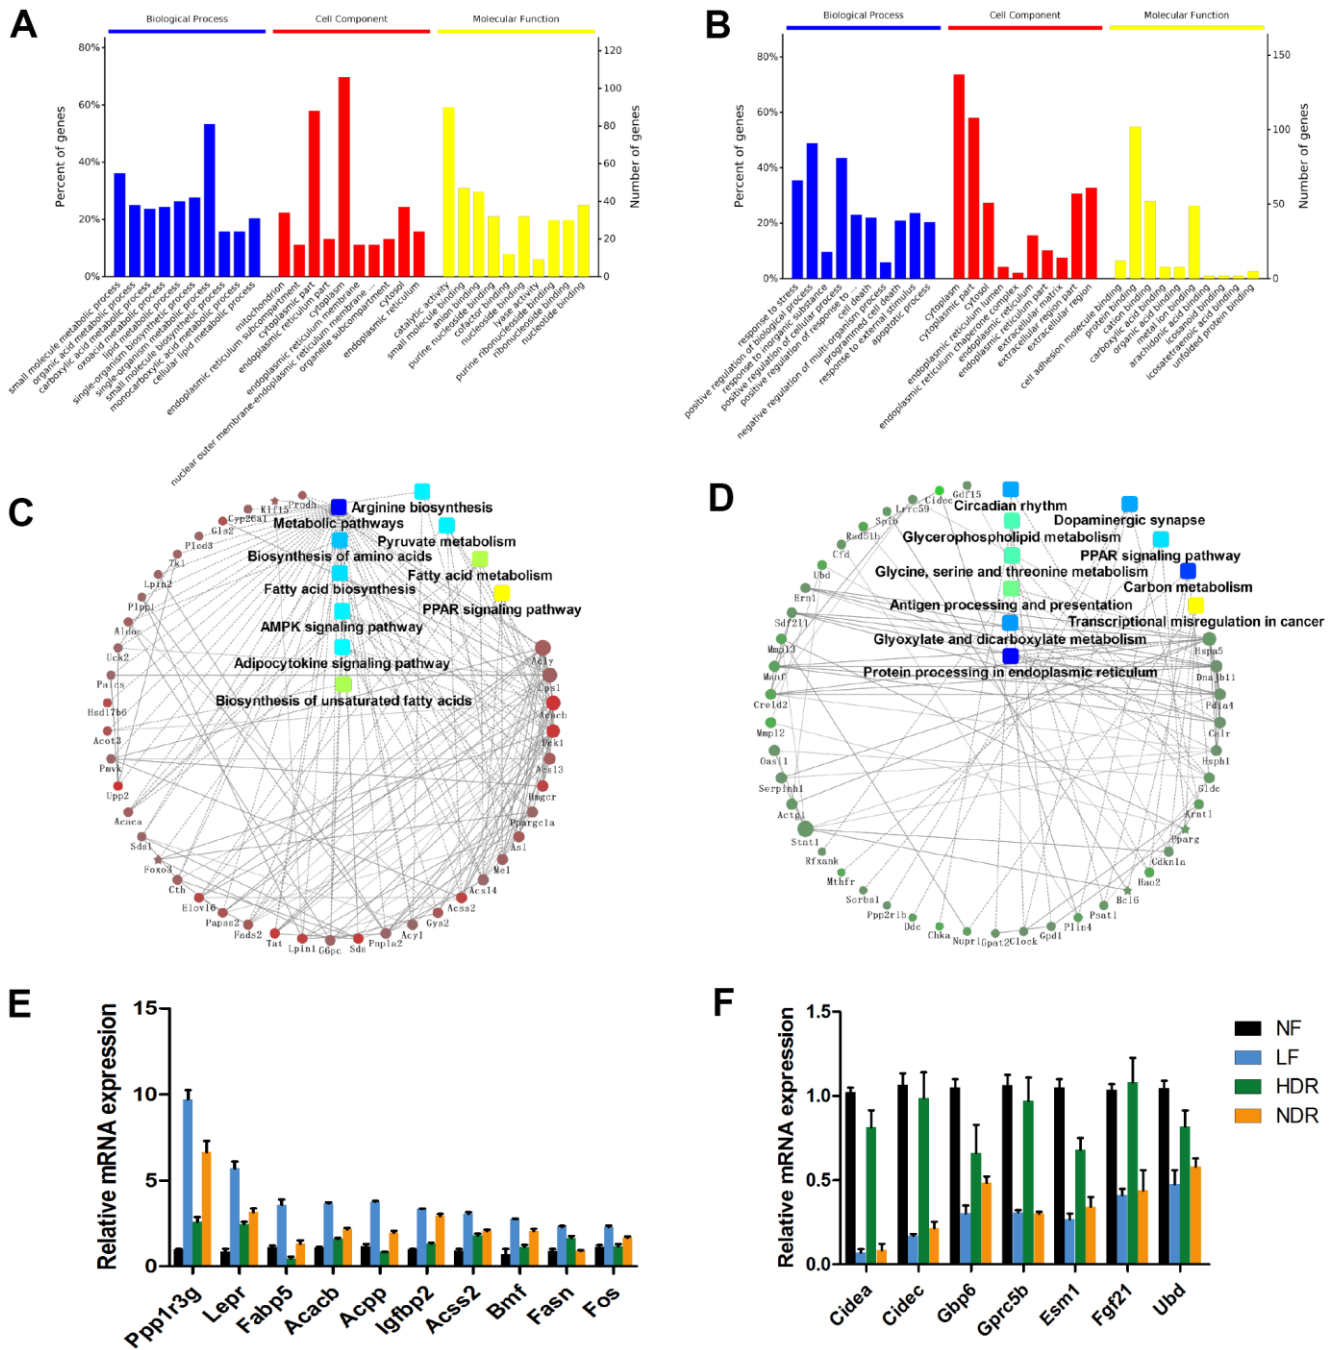 A
Biological Process
Cell Component
Molecular Function
80%
60%
40%
20%
0%
Percent of genes
120
100
80
60
40
20
0
Number of genes
small molecule metabolic process
organic acid metabolic process
carboxylic acid metabolic process
oxoacid metabolic process
lipid metabolic process
single-organism biosynthetic process
single-organism metabolic process
small molecule biosynthetic process
monocarboxylic acid metabolic process
cellular lipid metabolic process
mitochondrion
endoplasmic reticulum subcompartment
cytoplasmic part
endoplasmic reticulum part
cytoplasm
endoplasmic reticulum membrane
nuclear outer membrane-endoplasmic reticulum membrane ...
organelle subcompartment
cytosol
endoplasmic reticulum
catalytic activity
small molecule binding
anion binding
purine nucleoside binding
cofactor binding
nucleoside binding
lyase activity
purine ribonucleoside binding
ribonucleoside binding
nucleotide binding
B
Biological Process
Cell Component
Molecular Function
80%
60%
40%
20%
0%
Percent of genes
150
100
50
0
Number of genes
response to stress
positive regulation of biological process
response to inorganic substance
positive regulation of cellular process
positive regulation of response to ...
cell death
negative regulation of multi-organism process
programmed cell death
response to external stimulus
apoptotic process
cytoplasm
cytoplasmic part
cytosol
endoplasmic reticulum lumen
endoplasmic reticulum chaperone complex
endoplasmic reticulum
endoplasmic reticulum part
extracellular matrix
extracellular region part
extracellular region
cell adhesion molecule binding
protein binding
cation binding
organic acid binding
carboxylic acid binding
metal ion binding
arachidonic acid binding
icosanoid binding
icosatetraenoic acid binding
unfolded protein binding
C
Arginine biosynthesis
Metabolic pathways
Pyruvate metabolism
Biosynthesis of amino acids
Fatty acid metabolism
Fatty acid biosynthesis
PPAR signaling pathway
AMPK signaling pathway
Adipocytokine signaling pathway
Biosynthesis of unsaturated fatty acids
Prodh
Klf15
Cyp26a1
Gls2
Plcd3
Tk1
Lpin2
Plpp1
Aldoc
Uck2
Paics
Hsd17b6
Acot3
Pmvk
Upp2
Acaca
Sdsl
Foxo3
Cth
Elovl6
Papss2
Fads2
Tat
Lpin1
G6pc
Sds
Pnpla2
Acy1
Gys2
Acss2
Acsl4
Me1
Asl
Ppargc1a
Hmgcr
Acsl3
Pck1
Acacb
Cps1
Acly
D
Circadian rhythm
Dopaminergic synapse
Glycerophospholipid metabolism
PPAR signaling pathway
Glycine, serine and threonine metabolism
Carbon metabolism
Antigen processing and presentation
Transcriptional misregulation in cancer
Glyoxylate and dicarboxylate metabolism
Protein processing in endoplasmic reticulum
Gdf15
Cidec
Lrrc59
Spib
Rad51b
Cfd
Ubd
Ern1
Sdf2l1
Mmp13
Manf
Creld2
Mmp12
Oasl1
Serpinh1
Actg1
Stat1
Rfxank
Mthfr
Sorbs1
Ppp2r1b
Ddc
Chka
Nupr1
Gpat2
Clock
Gpd1
Plin4
Psat1
Bcl6
Hao2
Cdkn1a
Pparg
Arntl
Gldc
Hsph1
Calr
Pdia4
Dnajb11
Hspa5
E
Relative mRNA expression
15
10
5
0
Ppp1r3g
Lepr
Fabp5
Acacb
Acpp
Igfbp2
Acss2
Bmf
Fasn
Fos
F
Relative mRNA expression
1.5
1.0
0.5
0.0
Cidea
Cidec
Gbp6
Gprc5b
Esm1
Fgf21
Ubd
NF
LF
HDR
NDR